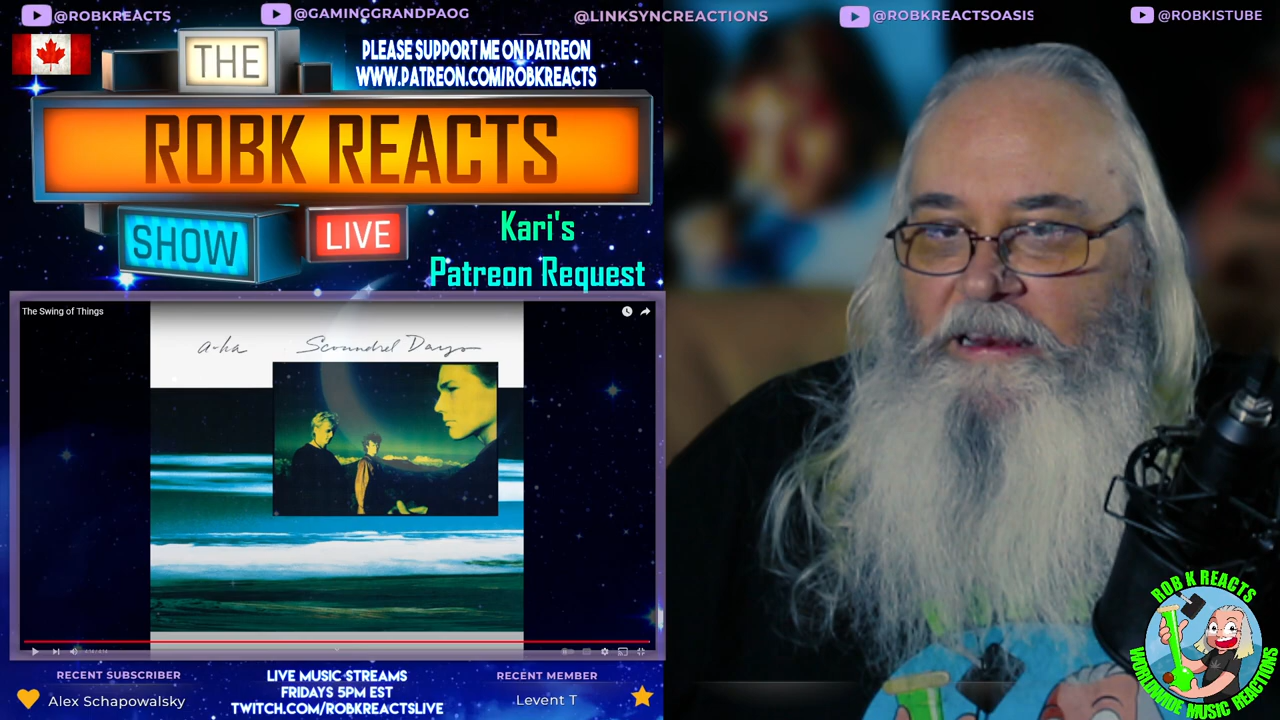 @ROBKREACTS
@GAMINGGRANDPAOG
@LINKSYNCREACTIONS
@ROBKREACTSOASIS
@ROBKISTUBE
THE
PLEASE SUPPORT ME ON PATREON
WWW.PATREON.COM/ROBKREACTS
ROBK REACTS
SHOW
LIVE
Kari's
Patreon Request
The Swing of Things
a-ha Scoundrel Days
RECENT SUBSCRIBER
Alex Schapowalsky
LIVE MUSIC STREAMS
FRIDAYS 5PM EST
TWITCH.COM/ROBKREACTSLIVE
RECENT MEMBER
Levent T
ROB K REACTS
WORLDWIDE MUSIC REACTIONS